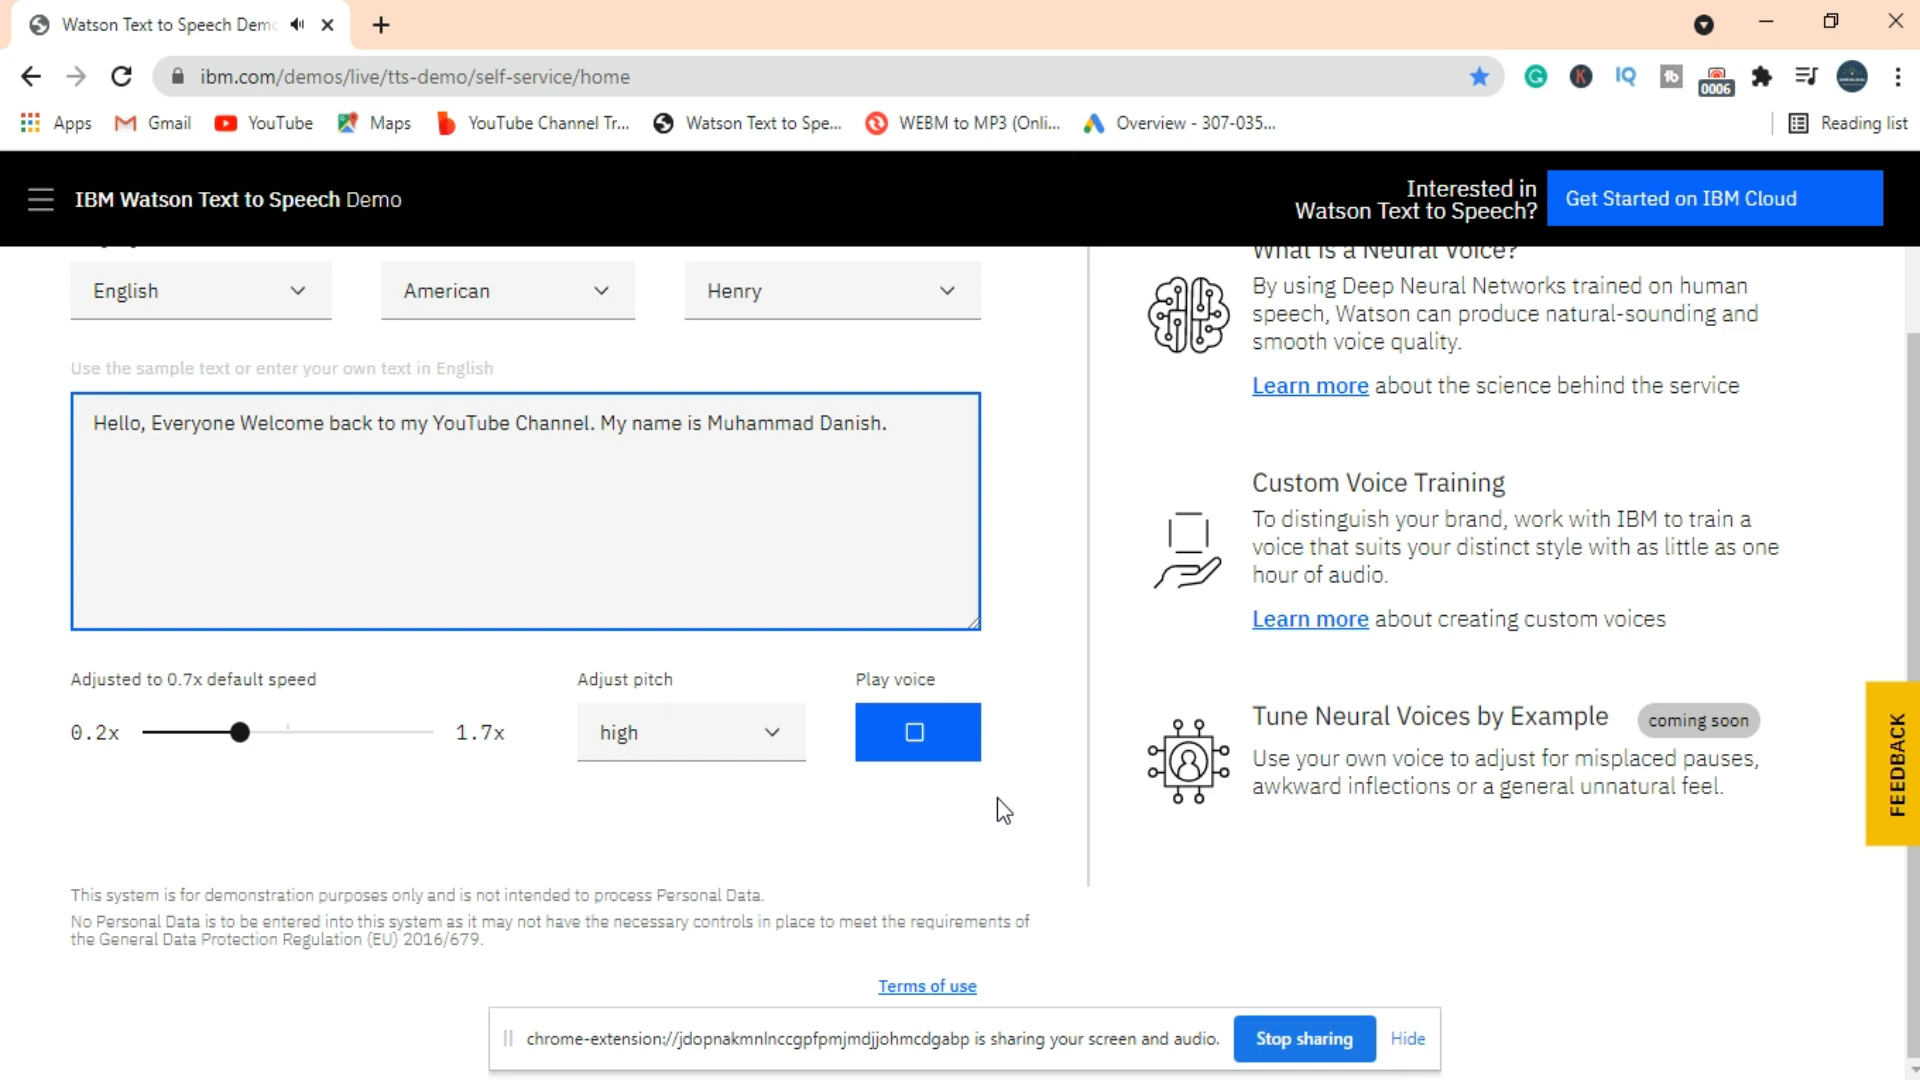 Watson Text to Speech Dem
ibm.com/demos/live/tts-demo/self-service/home
IQ
fb
0006
Apps
Gmail
YouTube
Maps
YouTube Channel Tr...
Watson Text to Spe...
WEBM to MP3 (Onli...
Overview - 307-035...
Reading list
IBM Watson Text to Speech Demo
Interested in
Watson Text to Speech?
Get Started on IBM Cloud
English
American
Henry
Use the sample text or enter your own text in English
Hello, Everyone Welcome back to my YouTube Channel. My name is Muhammad Danish.
Adjusted to 0.7x default speed
0.2x
1.7x
Adjust pitch
high
Play voice
What is a Neural Voice?
By using Deep Neural Networks trained on human
speech, Watson can produce natural-sounding and
smooth voice quality.
Learn more about the science behind the service
Custom Voice Training
To distinguish your brand, work with IBM to train a
voice that suits your distinct style with as little as one
hour of audio.
Learn more about creating custom voices
Tune Neural Voices by Example
coming soon
Use your own voice to adjust for misplaced pauses,
awkward inflections or a general unnatural feel.
FEEDBACK
This system is for demonstration purposes only and is not intended to process Personal Data.
No Personal Data is to be entered into this system as it may not have the necessary controls in place to meet the requirements of
the General Data Protection Regulation (EU) 2016/679.
Terms of use
chrome-extension://jdopnakmnlnccgpfpmjmdjjohmcdgabp is sharing your screen and audio.
Stop sharing
Hide